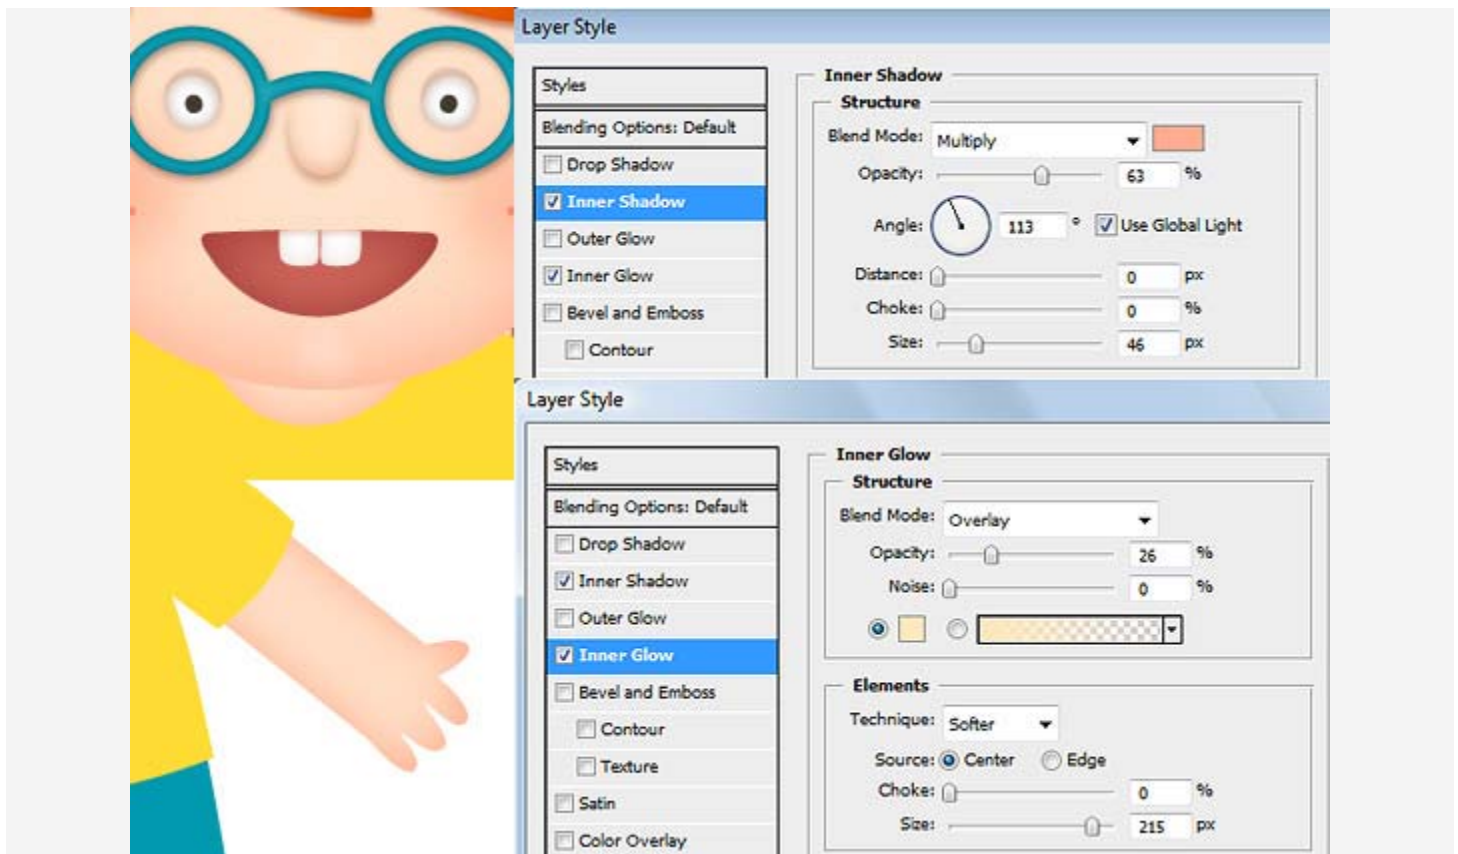 Layer Style
Styles
Blending Options: Default
Drop Shadow
Inner Shadow
Outer Glow
Inner Glow
Bevel and Emboss
Contour
Inner Shadow
Structure
Blend Mode: Multiply
Opacity: 63 %
Angle: 113 ° Use Global Light
Distance: 0 px
Choke: 0 %
Size: 46 px
Layer Style
Styles
Blending Options: Default
Drop Shadow
Inner Shadow
Outer Glow
Inner Glow
Bevel and Emboss
Contour
Texture
Satin
Color Overlay
Inner Glow
Structure
Blend Mode: Overlay
Opacity: 26 %
Noise: 0 %
Elements
Technique: Softer
Source: Center Edge
Choke: 0 %
Size: 215 px